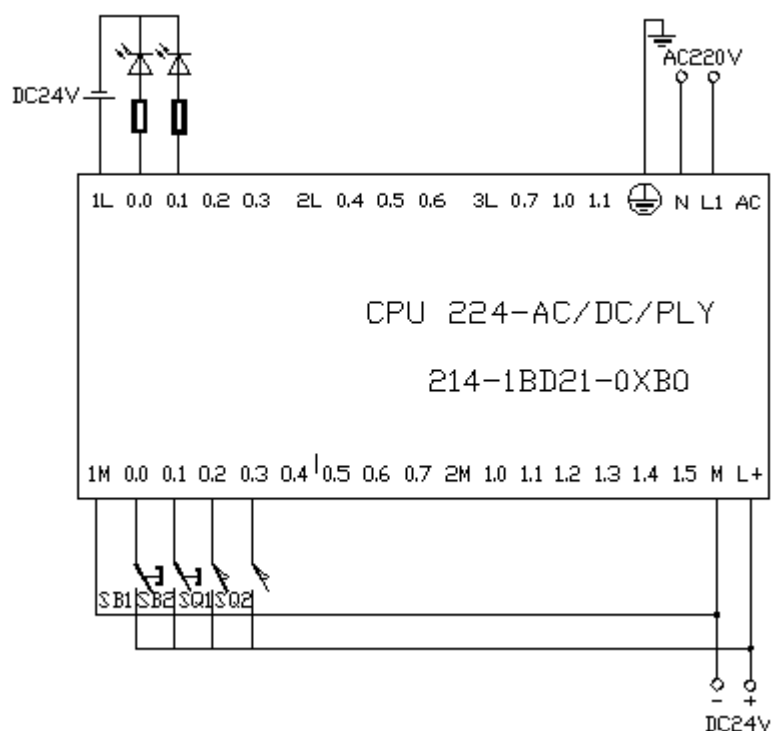 AC220V
DC24V
1L 0.0 0.1 0.2 0.3 2L 0.4 0.5 0.6 3L 0.7 1.0 1.1 N L1 AC
CPU 224-AC/DC/PLY
214-1BD21-0XB0
1M 0.0 0.1 0.2 0.3 0.4 0.5 0.6 0.7 2M 1.0 1.1 1.2 1.3 1.4 1.5 M L+
SB1 SB2 SQ1 SQ2
- +
DC24V